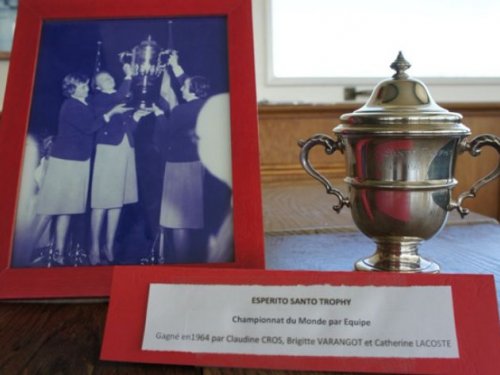 ESPERITO SANTO TROPHY
Championnat du Monde par Equipe
Gagné en1964 par Claudine CROS, Brigitte VARANGOT et Catherine LACOSTE